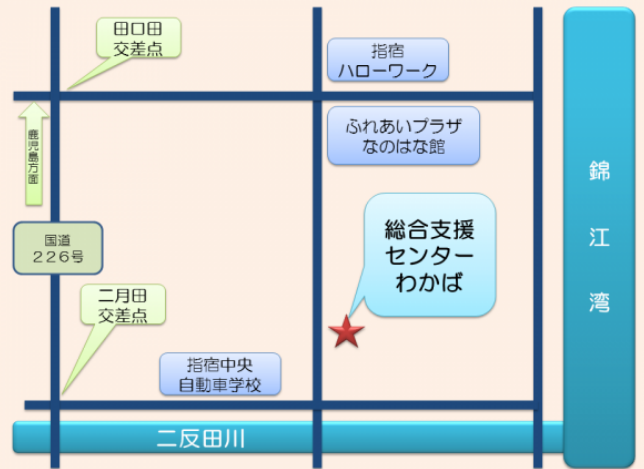 田口田
交差点
指宿
ハローワーク
ふれあいプラザ
なのはな館
鹿児島方面
錦江湾
総合支援
センター
わかば
国道
２２６号
二月田
交差点
指宿中央
自動車学校
二反田川